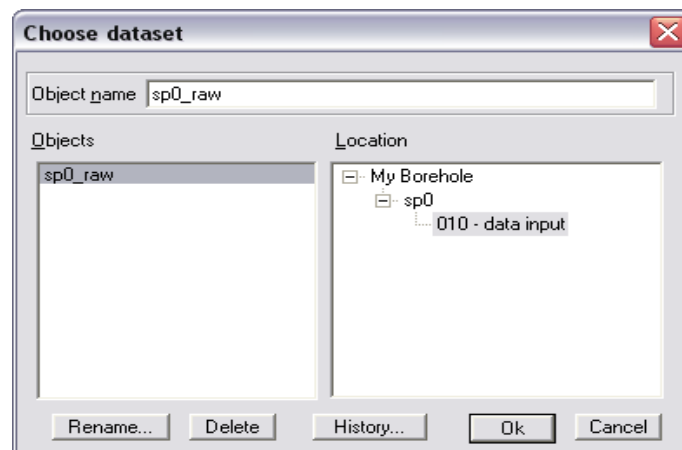 Choose dataset
Object name sp0_raw
Objects
Location
sp0_raw
My Borehole
sp0
010 - data input
Rename... Delete History... Ok Cancel